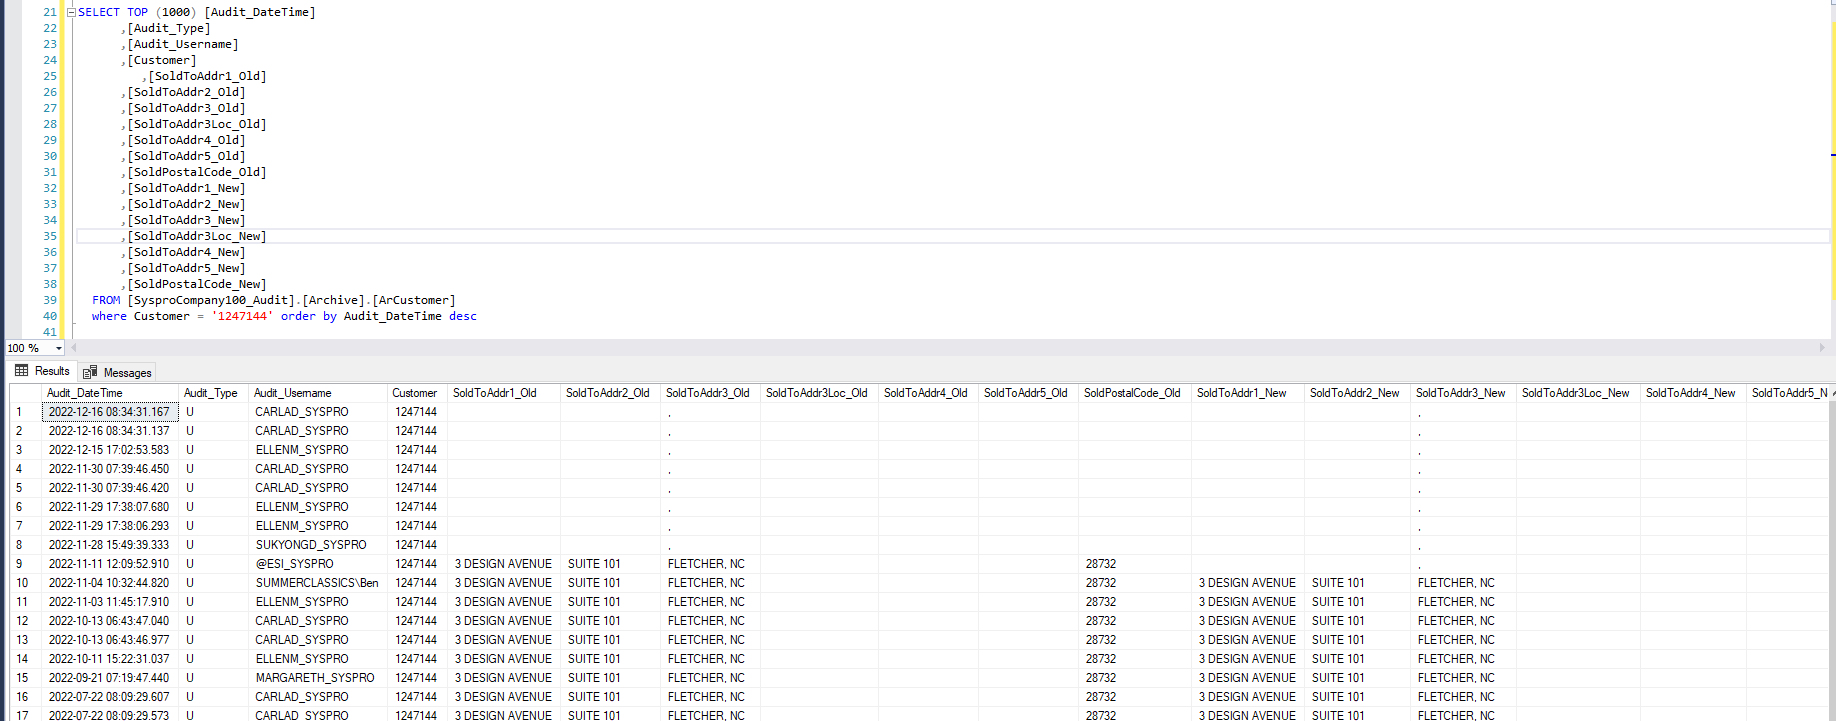 21 SELECT TOP (1000) [Audit_DateTime]
22 ,[Audit_Type]
23 ,[Audit_Username]
24 ,[Customer]
25 ,[SoldToAddr1_Old]
26 ,[SoldToAddr2_Old]
27 ,[SoldToAddr3_Old]
28 ,[SoldToAddr3Loc_Old]
29 ,[SoldToAddr4_Old]
30 ,[SoldToAddr5_Old]
31 ,[SoldPostalCode_Old]
32 ,[SoldToAddr1_New]
33 ,[SoldToAddr2_New]
34 ,[SoldToAddr3_New]
35 ,[SoldToAddr3Loc_New]
36 ,[SoldToAddr4_New]
37 ,[SoldToAddr5_New]
38 ,[SoldPostalCode_New]
39 FROM [SysproCompany100_Audit].[Archive].[ArCustomer]
40 where Customer = '1247144' order by Audit_DateTime desc
41
100 %
Results Messages
Audit_DateTime Audit_Type Audit_Username Customer SoldToAddr1_Old SoldToAddr2_Old SoldToAddr3_Old SoldToAddr3Loc_Old SoldToAddr4_Old SoldToAddr5_Old SoldPostalCode_Old SoldToAddr1_New SoldToAddr2_New SoldToAddr3_New SoldToAddr3Loc_New SoldToAddr4_New SoldToAddr5_N
1 2022-12-16 08:34:31.167 U CARLAD_SYSPRO 1247144 , ,
2 2022-12-16 08:34:31.137 U CARLAD_SYSPRO 1247144 , ,
3 2022-12-15 17:02:53.583 U ELLENM_SYSPRO 1247144 , ,
4 2022-11-30 07:39:46.450 U CARLAD_SYSPRO 1247144 , ,
5 2022-11-30 07:39:46.420 U CARLAD_SYSPRO 1247144 , ,
6 2022-11-29 17:38:07.680 U ELLENM_SYSPRO 1247144 , ,
7 2022-11-29 17:38:06.293 U ELLENM_SYSPRO 1247144 , ,
8 2022-11-28 15:49:39.333 U SUKYONGD_SYSPRO 1247144 , ,
9 2022-11-11 12:09:52.910 U @ESI_SYSPRO 1247144 3 DESIGN AVENUE SUITE 101 FLETCHER, NC 28732 ,
10 2022-11-04 10:32:44.820 U SUMMERCLASSICS\Ben 1247144 3 DESIGN AVENUE SUITE 101 FLETCHER, NC 28732 3 DESIGN AVENUE SUITE 101 FLETCHER, NC
11 2022-11-03 11:45:17.910 U ELLENM_SYSPRO 1247144 3 DESIGN AVENUE SUITE 101 FLETCHER, NC 28732 3 DESIGN AVENUE SUITE 101 FLETCHER, NC
12 2022-10-13 06:43:47.040 U CARLAD_SYSPRO 1247144 3 DESIGN AVENUE SUITE 101 FLETCHER, NC 28732 3 DESIGN AVENUE SUITE 101 FLETCHER, NC
13 2022-10-13 06:43:46.977 U CARLAD_SYSPRO 1247144 3 DESIGN AVENUE SUITE 101 FLETCHER, NC 28732 3 DESIGN AVENUE SUITE 101 FLETCHER, NC
14 2022-10-11 15:22:31.037 U ELLENM_SYSPRO 1247144 3 DESIGN AVENUE SUITE 101 FLETCHER, NC 28732 3 DESIGN AVENUE SUITE 101 FLETCHER, NC
15 2022-09-21 07:19:47.440 U MARGARETH_SYSPRO 1247144 3 DESIGN AVENUE SUITE 101 FLETCHER, NC 28732 3 DESIGN AVENUE SUITE 101 FLETCHER, NC
16 2022-07-22 08:09:29.607 U CARLAD_SYSPRO 1247144 3 DESIGN AVENUE SUITE 101 FLETCHER, NC 28732 3 DESIGN AVENUE SUITE 101 FLETCHER, NC
17 2022-07-22 08:09:29.573 U CARLAD_SYSPRO 1247144 3 DESIGN AVENUE SUITE 101 FLETCHER, NC 28732 3 DESIGN AVENUE SUITE 101 FLETCHER, NC